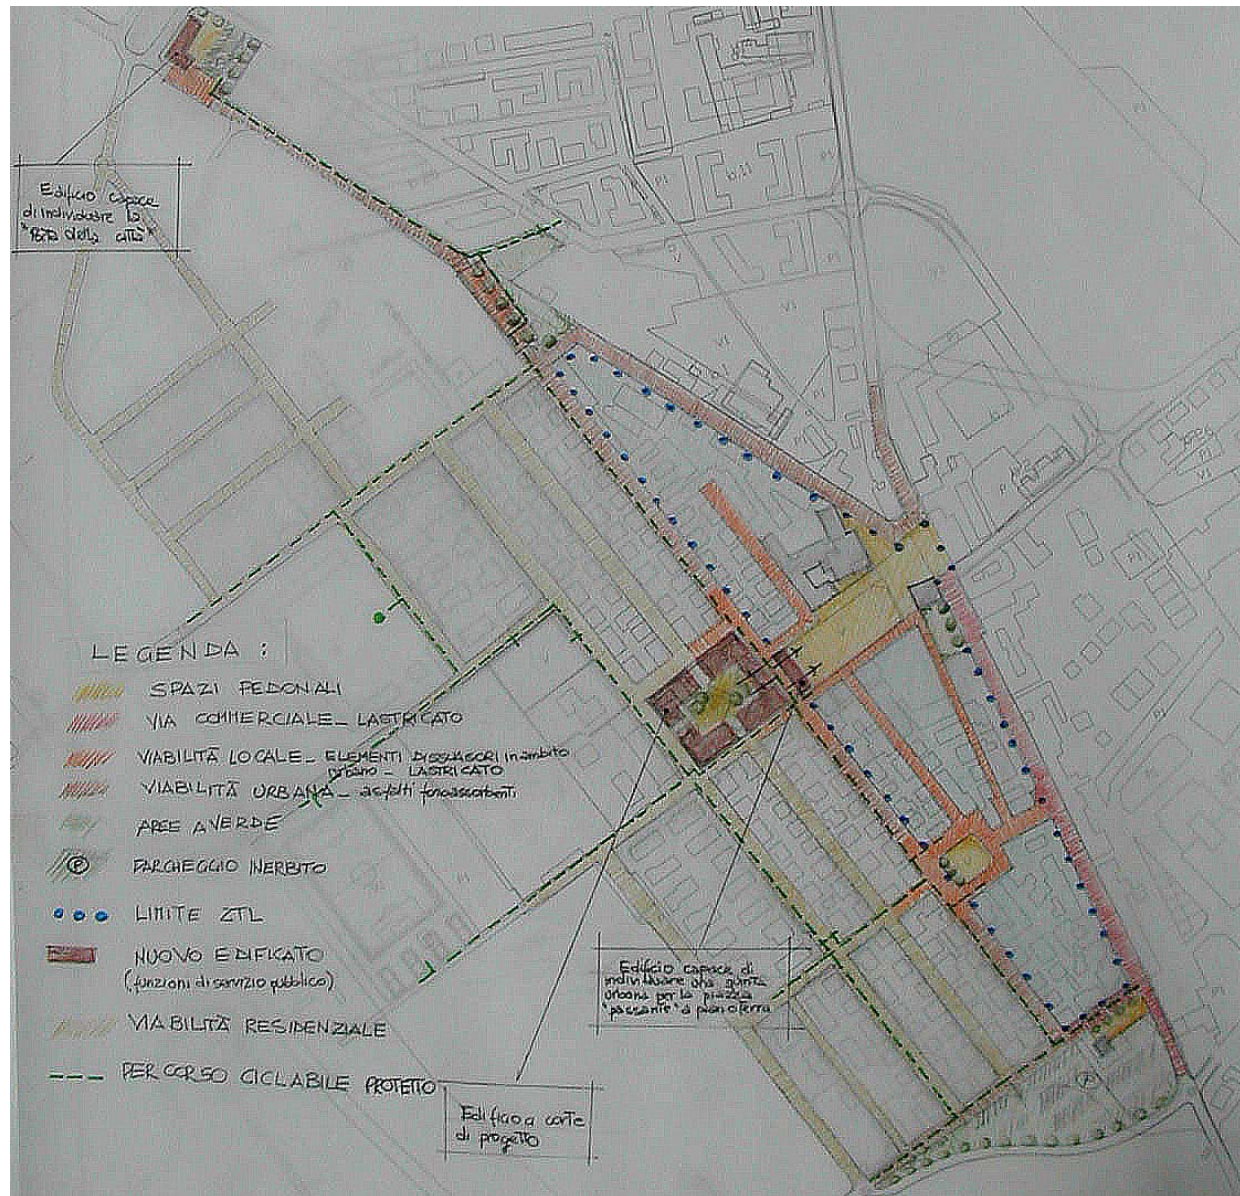 Edificio capace
di individuare la
"Porta della città"
LEGENDA :
SPAZI PEDONALI
VIA COMMERCIALE_ LASTRICATO
VIABILITÀ LOCALE_ ELEMENTI DISSUASORI in ambito
urbano _ LASTRICATO
VIABILITÀ URBANA_ asfalti fonoassorbenti
AREE A VERDE
P PARCHEGGIO INERBITO
LIMITE ZTL
NUOVO EDIFICATO
(funzioni di servizio pubblico)
VIABILITÀ RESIDENZIALE
PERCORSO CICLABILE PROTETTO
Edificio capace di
individuare una quinta
urbana per la piazza
"passante" a piano terra
Edificio a corte
di progetto